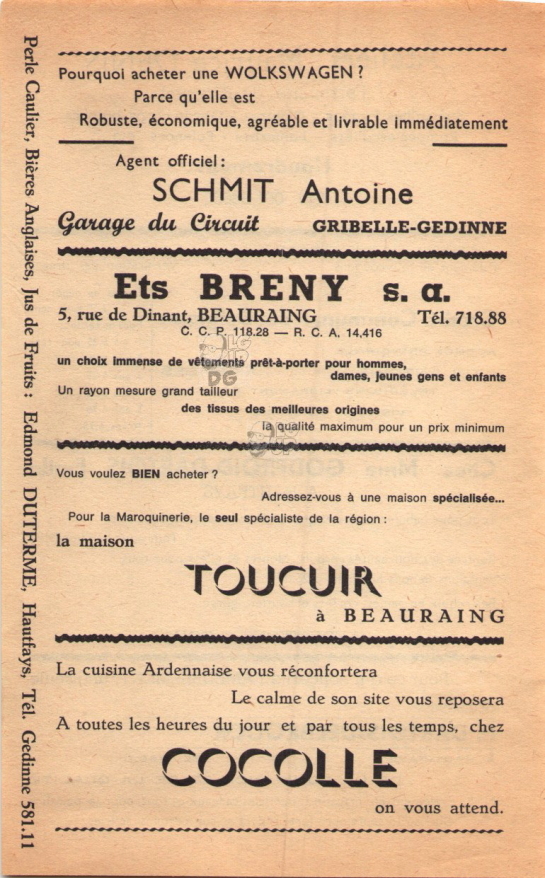 Pourquoi acheter une WOLKSWAGEN ?
Parce qu'elle est
Robuste, économique, agréable et livrable immédiatement
Agent officiel :
SCHMIT Antoine
Garage du Circuit GRIBELLE-GEDINNE
Ets BRENY s. a.
5, rue de Dinant, BEAURAING Tél. 718.88
C. C. P. 118.28 — R. C. A. 14.416
un choix immense de vêtements prêt-à-porter pour hommes,
dames, jeunes gens et enfants
Un rayon mesure grand tailleur
des tissus des meilleures origines
la qualité maximum pour un prix minimum
Vous voulez BIEN acheter ?
Adressez-vous à une maison spécialisée...
Pour la Maroquinerie, le seul spécialiste de la région :
la maison
TOUCUIR
à BEAURAING
La cuisine Ardennaise vous réconfortera
Le calme de son site vous reposera
A toutes les heures du jour et par tous les temps, chez
COCOLLE
on vous attend.
Perle Caulier, Bières Anglaises, Jus de Fruits : Edmond DUTERME, Hautfays, Tél. Gedinne 581.11